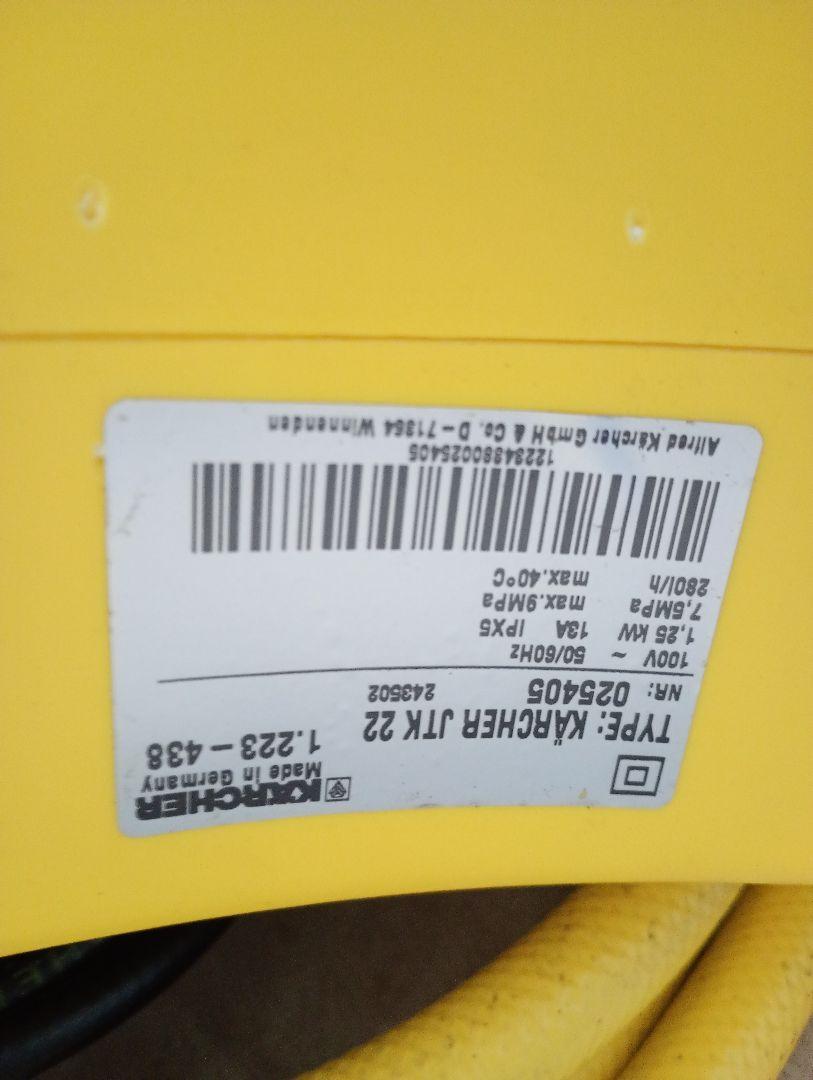 KÄRCHER
Made in Germany
1.223-438
TYPE: KÄRCHER JTK 22
NR: 025405 243502
100V ~ 50/60Hz
1,25 kW 13A IPX5
7,5MPa max.9MPa
280l/h max.40°C
12234380025405
Alfred Kärcher GmbH & Co. D-71364 Winnenden